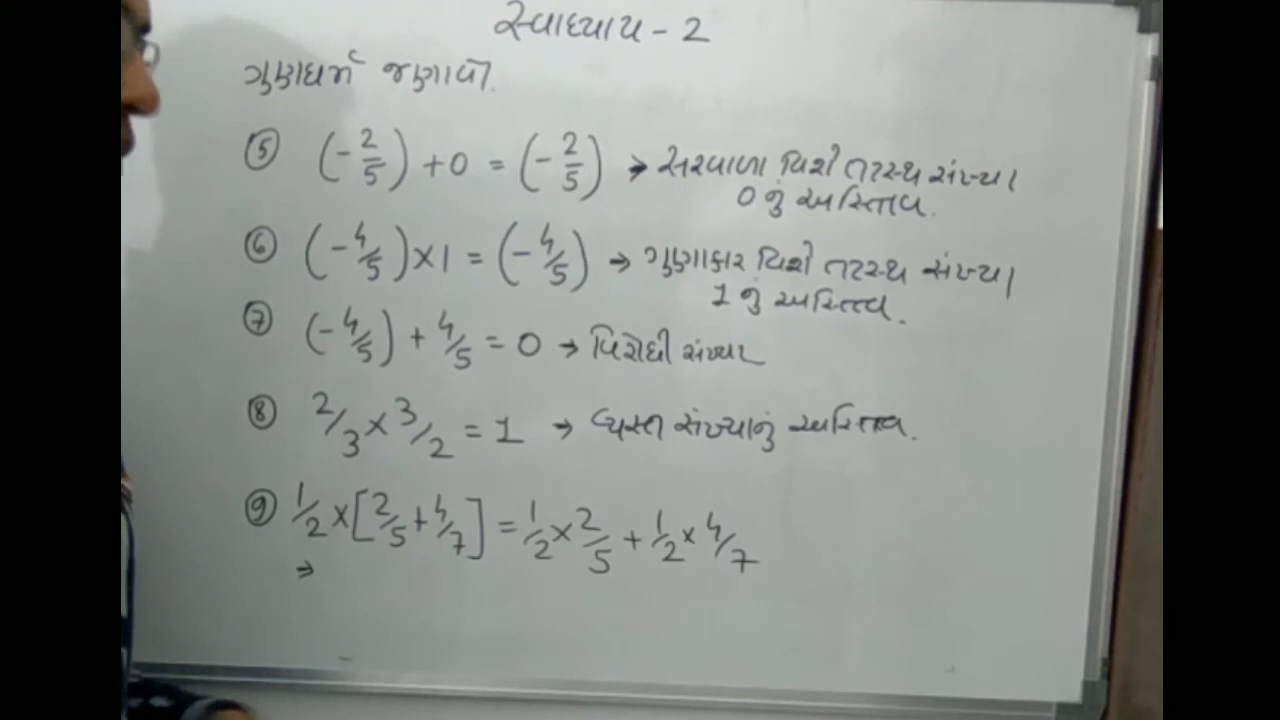 સ્વાધ્યાય - 2
ગુણધર્મ જણાવો.
⑤ (-2/5) + 0 = (-2/5) → સરવાળા વિશે તટસ્થ સંખ્યા
0 નું અસ્તિત્વ.
⑥ (-4/5) × 1 = (-4/5) → ગુણાકાર વિશે તટસ્થ સંખ્યા
1 નું અસ્તિત્વ.
⑦ (-4/5) + 4/5 = 0 → વિરોધી સંખ્યા
⑧ 2/3 × 3/2 = 1 → વ્યસ્ત સંખ્યાનું અસ્તિત્વ.
⑨ 1/2 × [2/5 + 4/7] = 1/2 × 2/5 + 1/2 × 4/7
→